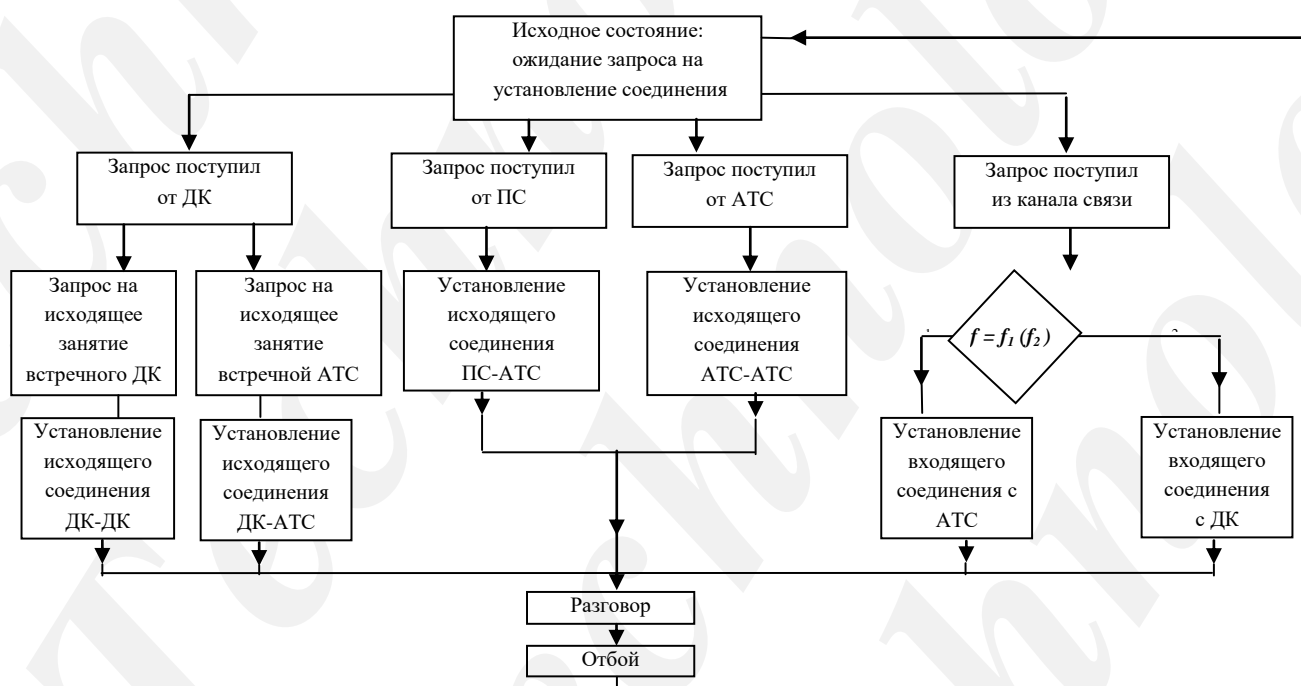 Исходное состояние:
ожидание запроса на
установление соединения
Запрос поступил
от ДК
Запрос поступил
от ПС
Запрос поступил
от АТС
Запрос поступил
из канала связи
Запрос на
исходящее
занятие
встречного ДК
Запрос на
исходящее
занятие
встречной АТС
Установление
исходящего
соединения
ПС-АТС
Установление
исходящего
соединения
АТС-АТС
f = f₁ (f₂)
Установление
исходящего
соединения
ДК-ДК
Установление
исходящего
соединения
ДК-АТС
Установление
входящего
соединения с
АТС
Установление
входящего
соединения
с ДК
Разговор
Отбой